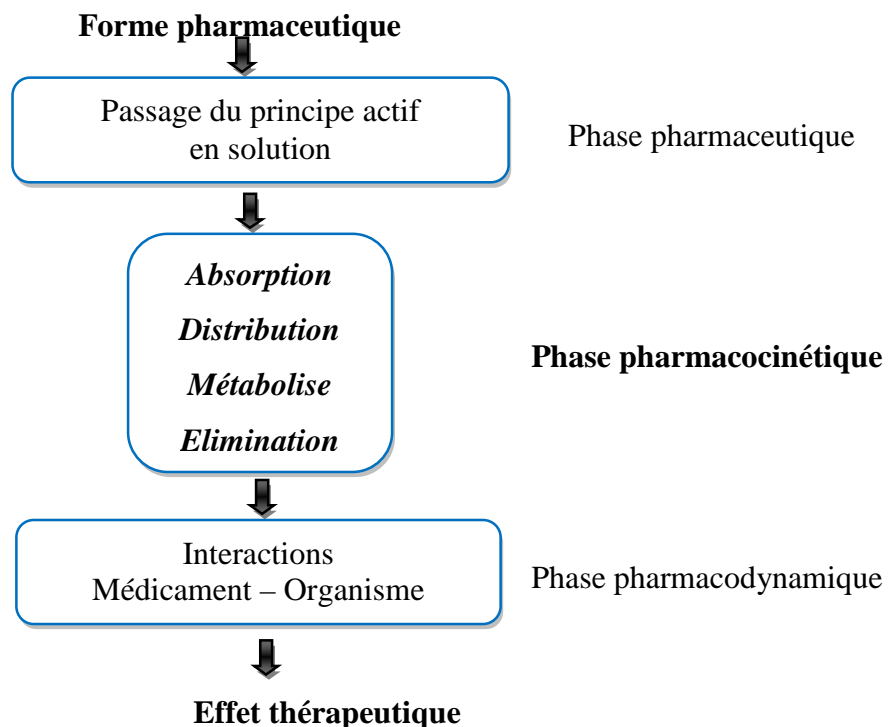 Forme pharmaceutique
Passage du principe actif
en solution
Phase pharmaceutique
Absorption
Distribution
Métabolise
Elimination
Phase pharmacocinétique
Interactions
Médicament – Organisme
Phase pharmacodynamique
Effet thérapeutique